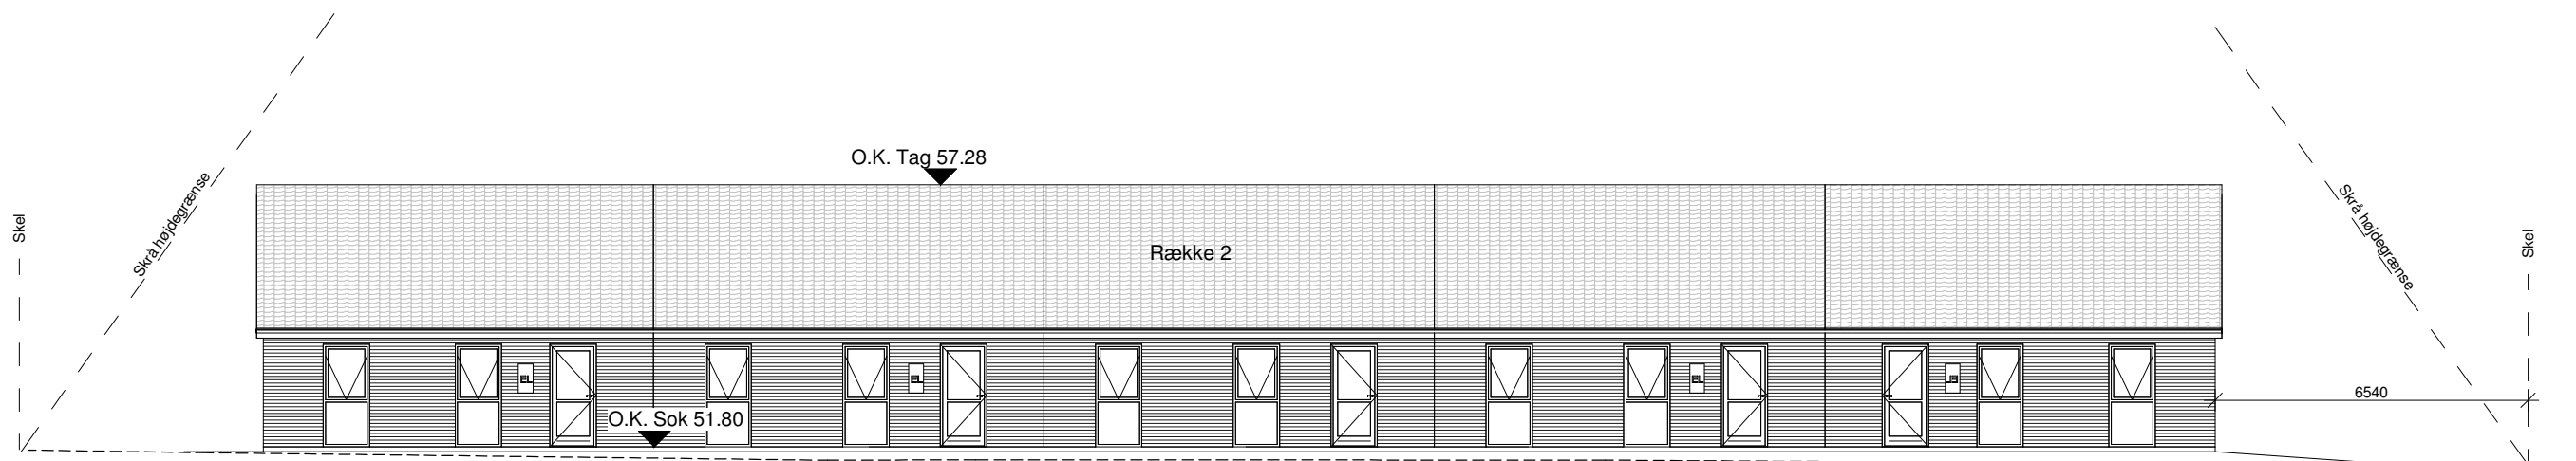 O.K. Tag 57.28
Skrå højdegrænse
Skrå højdegrænse
Skel
Skel
Række 2
EL
EL
EL
EL
6540
O.K. Sok 51.80